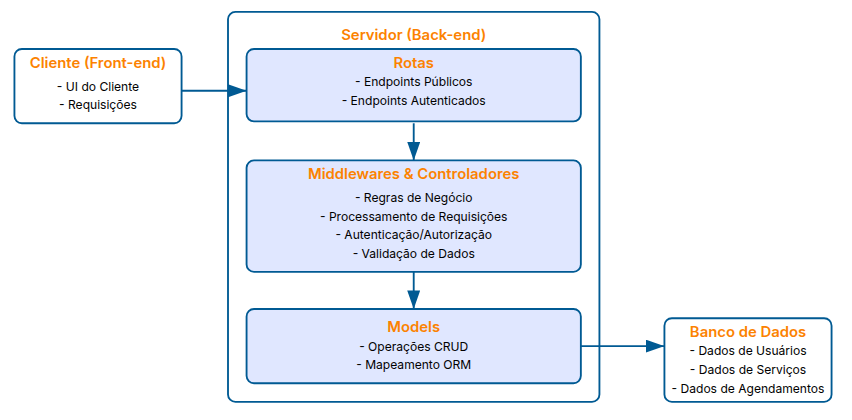 Servidor (Back-end)
Cliente (Front-end)
- UI do Cliente
- Requisições
Rotas
- Endpoints Públicos
- Endpoints Autenticados
Middlewares & Controladores
- Regras de Negócio
- Processamento de Requisições
- Autenticação/Autorização
- Validação de Dados
Models
- Operações CRUD
- Mapeamento ORM
Banco de Dados
- Dados de Usuários
- Dados de Serviços
- Dados de Agendamentos